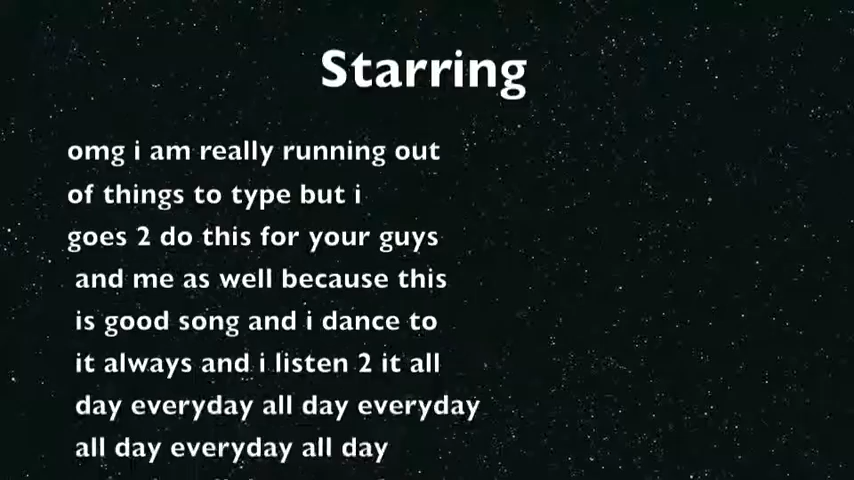 Starring
omg i am really running out
of things to type but i
goes 2 do this for your guys
and me as well because this
is good song and i dance to
it always and i listen 2 it all
day everyday all day everyday
all day everyday all day